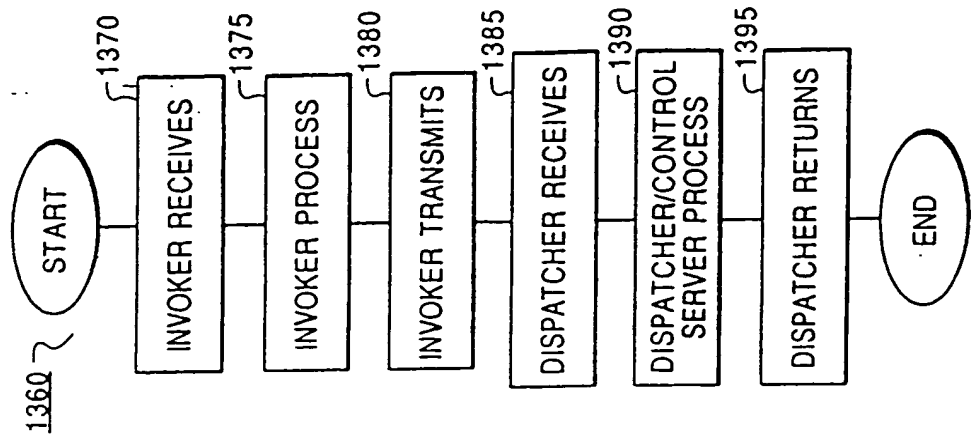 1360
START
1370
INVOKER RECEIVES
1375
INVOKER PROCESS
1380
INVOKER TRANSMITS
1385
DISPATCHER RECEIVES
1390
DISPATCHER/CONTROL
SERVER PROCESS
1395
DISPATCHER RETURNS
END